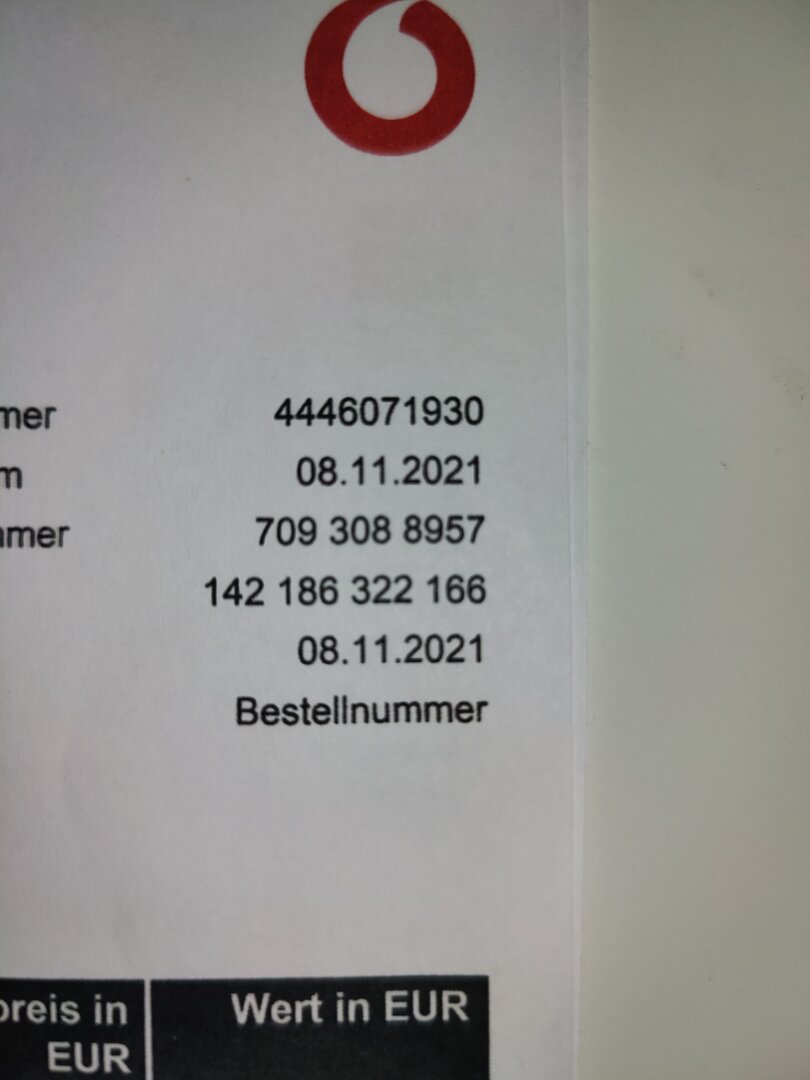 mer 4446071930
m 08.11.2021
mer 709 308 8957
142 186 322 166
08.11.2021
Bestellnummer
preis in Wert in EUR
EUR